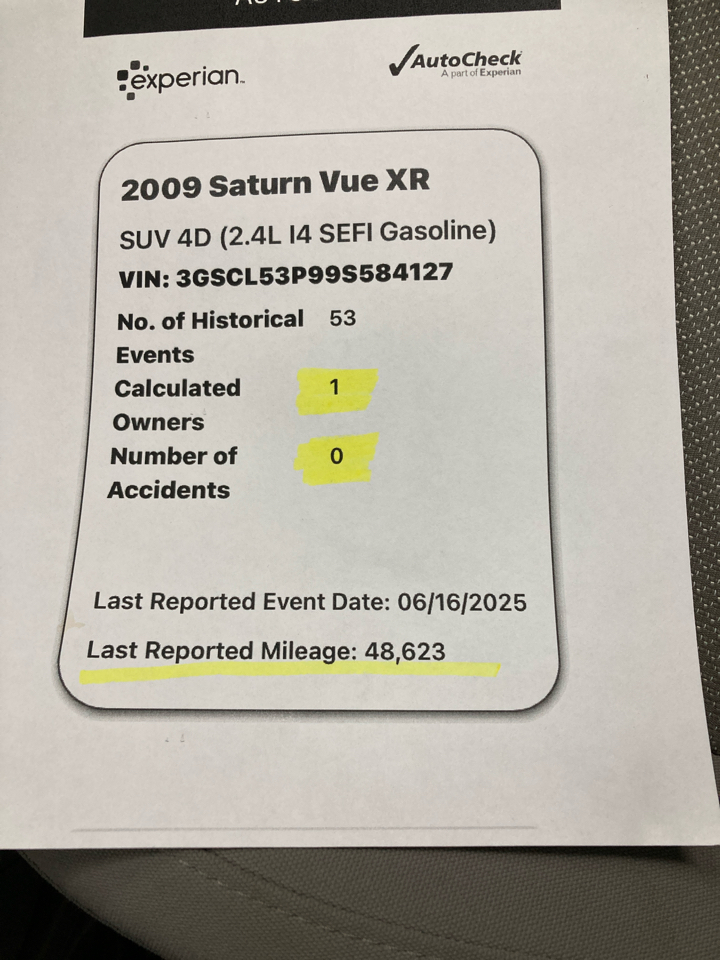 experian™
AutoCheck
A part of Experian
2009 Saturn Vue XR
SUV 4D (2.4L I4 SEFI Gasoline)
VIN: 3GSCL53P99S584127
No. of Historical 53
Events
Calculated 1
Owners
Number of 0
Accidents
Last Reported Event Date: 06/16/2025
Last Reported Mileage: 48,623